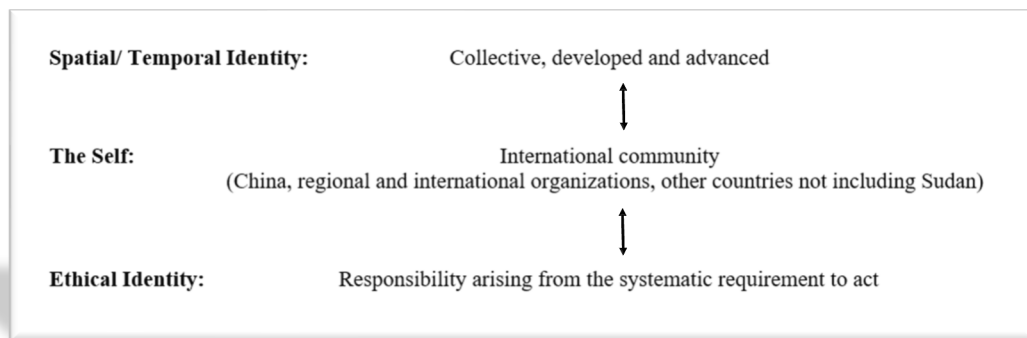 Spatial/ Temporal Identity: Collective, developed and advanced
The Self: International community
(China, regional and international organizations, other countries not including Sudan)
Ethical Identity: Responsibility arising from the systematic requirement to act